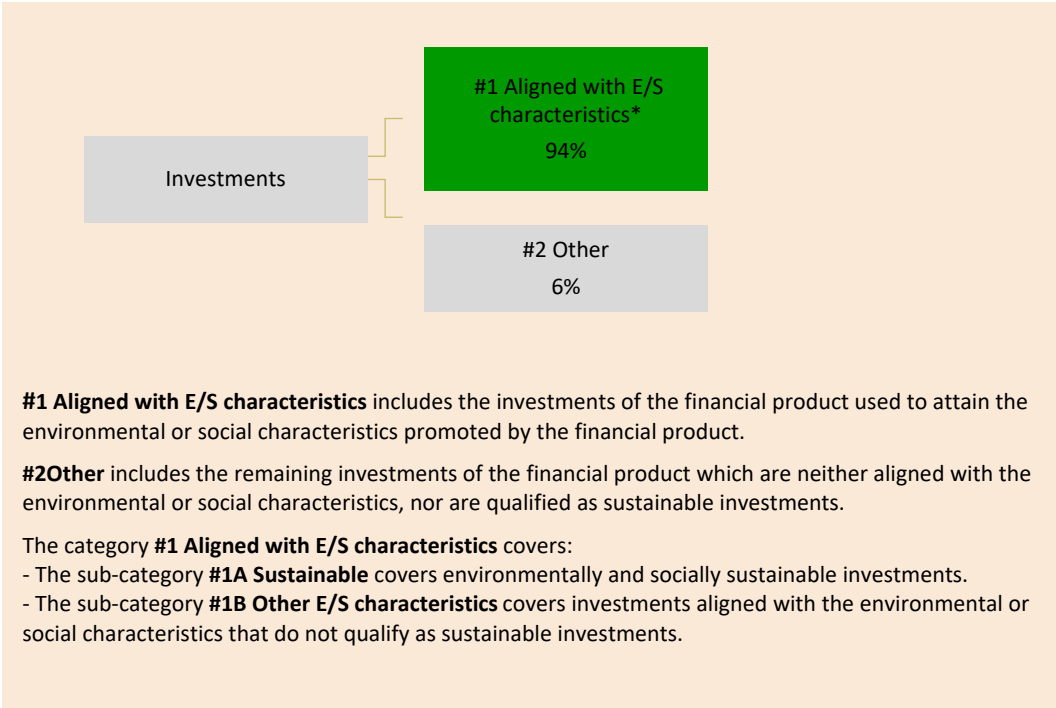 #1 Aligned with E/S
characteristics*
94%
Investments
#2 Other
6%
#1 Aligned with E/S characteristics includes the investments of the financial product used to attain the
environmental or social characteristics promoted by the financial product.
#2Other includes the remaining investments of the financial product which are neither aligned with the
environmental or social characteristics, nor are qualified as sustainable investments.
The category #1 Aligned with E/S characteristics covers:
- The sub-category #1A Sustainable covers environmentally and socially sustainable investments.
- The sub-category #1B Other E/S characteristics covers investments aligned with the environmental or
social characteristics that do not qualify as sustainable investments.